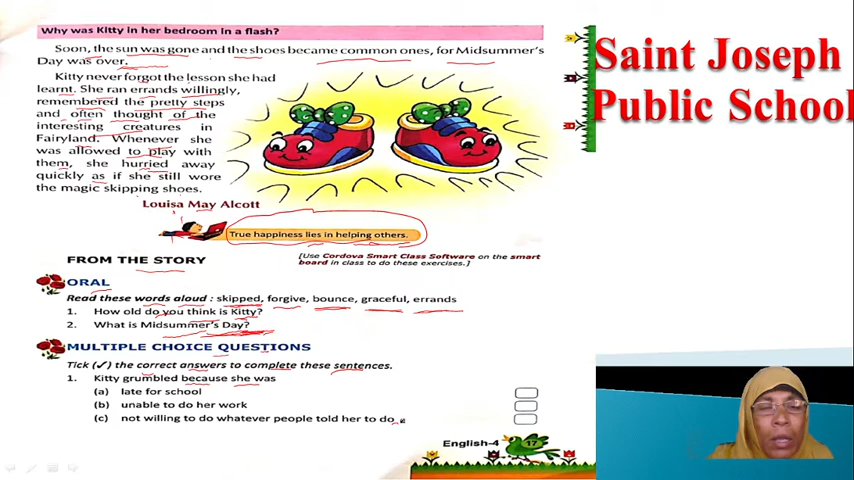 Why was Kitty in her bedroom in a flash?
Soon, the sun was gone and the shoes became common ones, for Midsummer's
Day was over.
Kitty never forgot the lesson she had
learnt. She ran errands willingly,
remembered the pretty steps
and often thought of the
interesting creatures in
Fairyland. Whenever she
was allowed to play with
them, she hurried away
quickly as if she still wore
the magic skipping shoes.
Louisa May Alcott
True happiness lies in helping others.
FROM THE STORY
[Use Cordova Smart Class Software on the smart
board in class to do these exercises.]
ORAL
Read these words aloud : skipped, forgive, bounce, graceful, errands
1. How old do you think is Kitty?
2. What is Midsummer's Day?
MULTIPLE CHOICE QUESTIONS
Tick (✓) the correct answers to complete these sentences.
1. Kitty grumbled because she was
(a) late for school
(b) unable to do her work
(c) not willing to do whatever people told her to do.
English-4 17
Saint Joseph
Public School